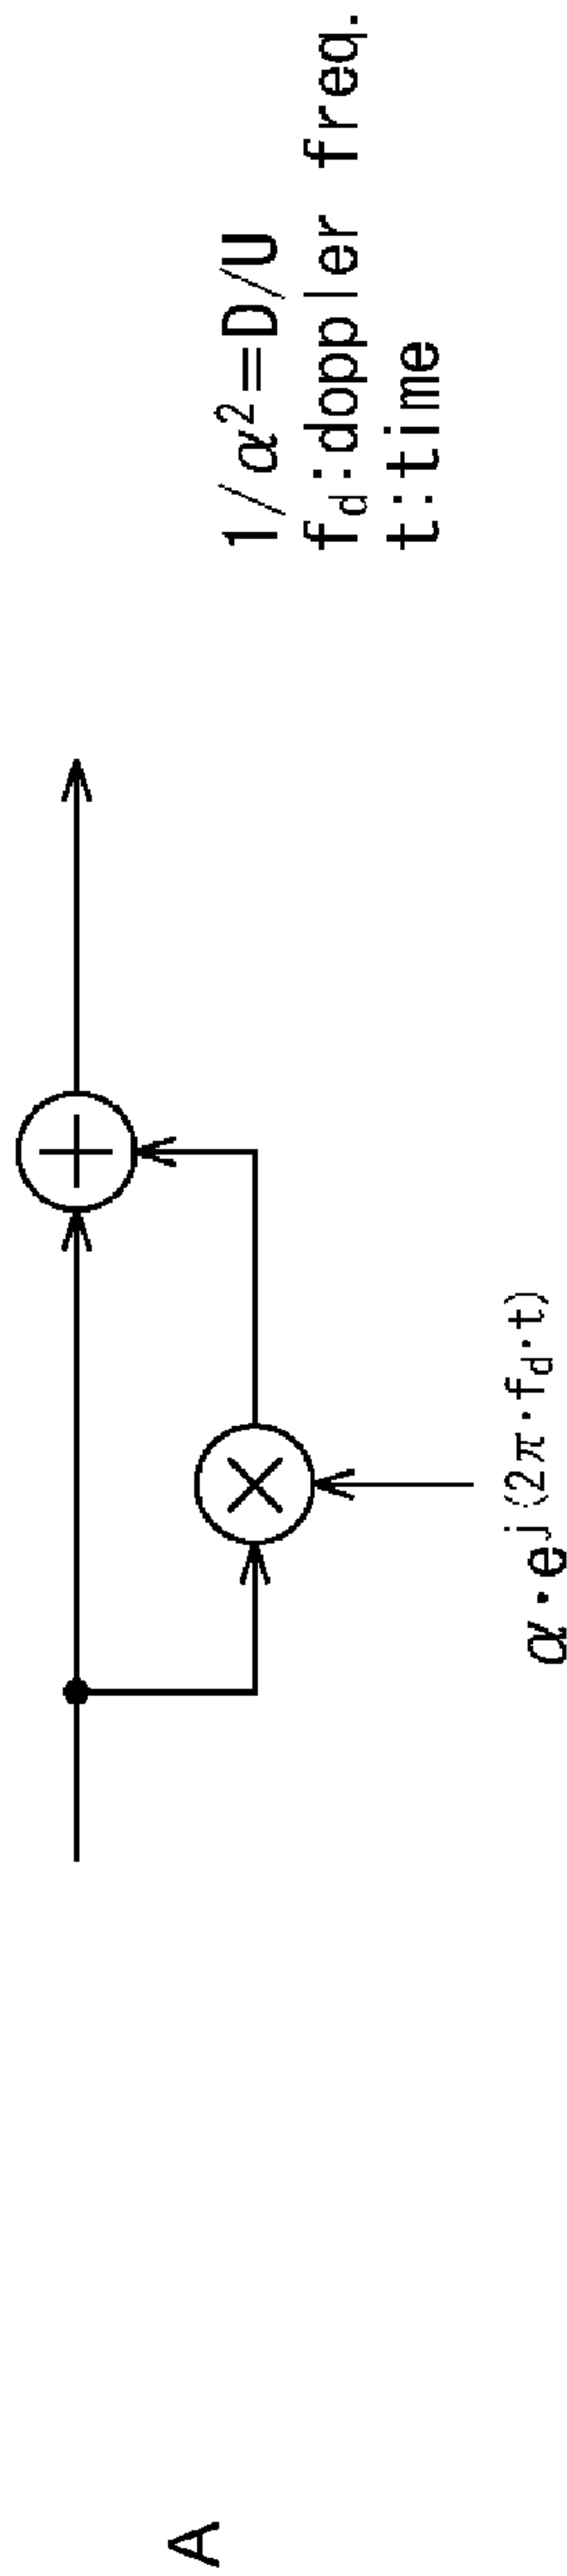 A
α·e^{j(2π·f_d·t)}
1/α²=D/U
f_d:doppler freq.
t:time